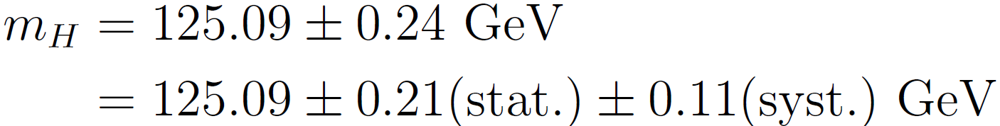 m_H = 125.09 ± 0.24 GeV
= 125.09 ± 0.21(stat.) ± 0.11(syst.) GeV